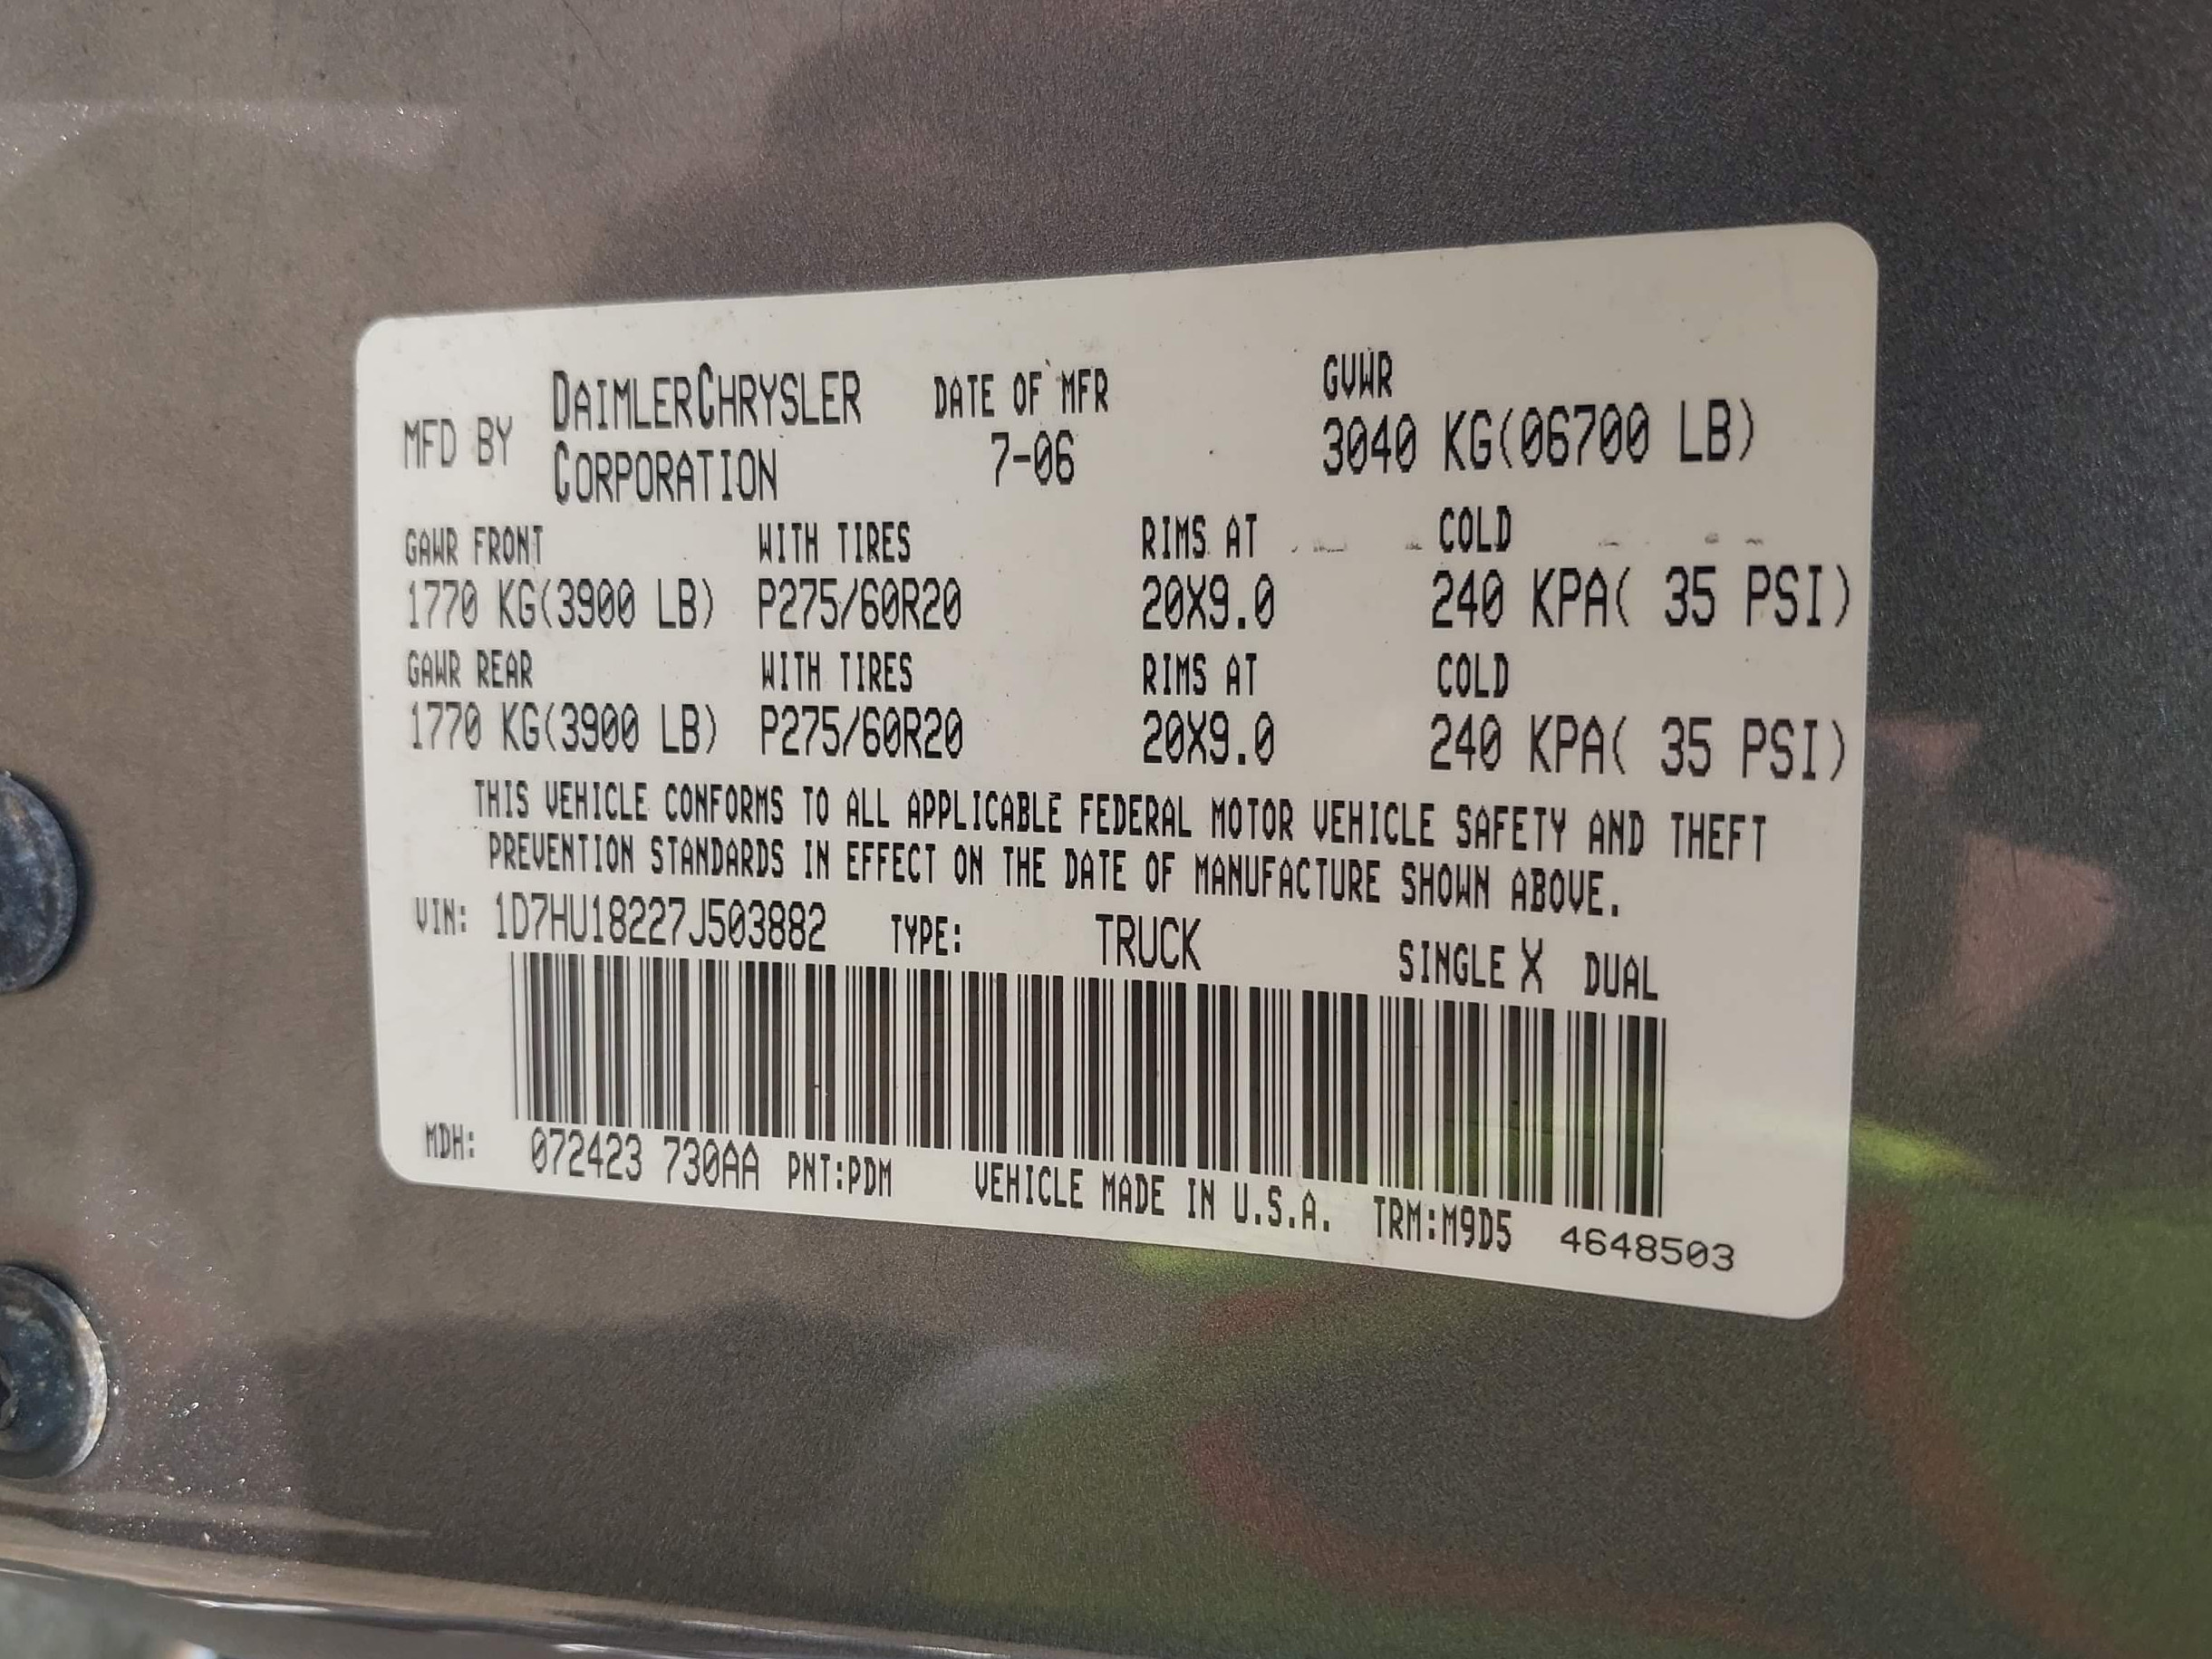 MFD BY DAIMLERCHRYSLER CORPORATION DATE OF MFR 7-06 GVWR 3040 KG(06700 LB)
GAWR FRONT WITH TIRES RIMS AT COLD
1770 KG(3900 LB) P275/60R20 20X9.0 240 KPA( 35 PSI)
GAWR REAR WITH TIRES RIMS AT COLD
1770 KG(3900 LB) P275/60R20 20X9.0 240 KPA( 35 PSI)
THIS VEHICLE CONFORMS TO ALL APPLICABLE FEDERAL MOTOR VEHICLE SAFETY AND THEFT
PREVENTION STANDARDS IN EFFECT ON THE DATE OF MANUFACTURE SHOWN ABOVE.
VIN: 1D7HU18227J503882 TYPE: TRUCK SINGLE X DUAL
MDH: 072423 730AA PNT:PDM VEHICLE MADE IN U.S.A. TRM:M9D5 4648503